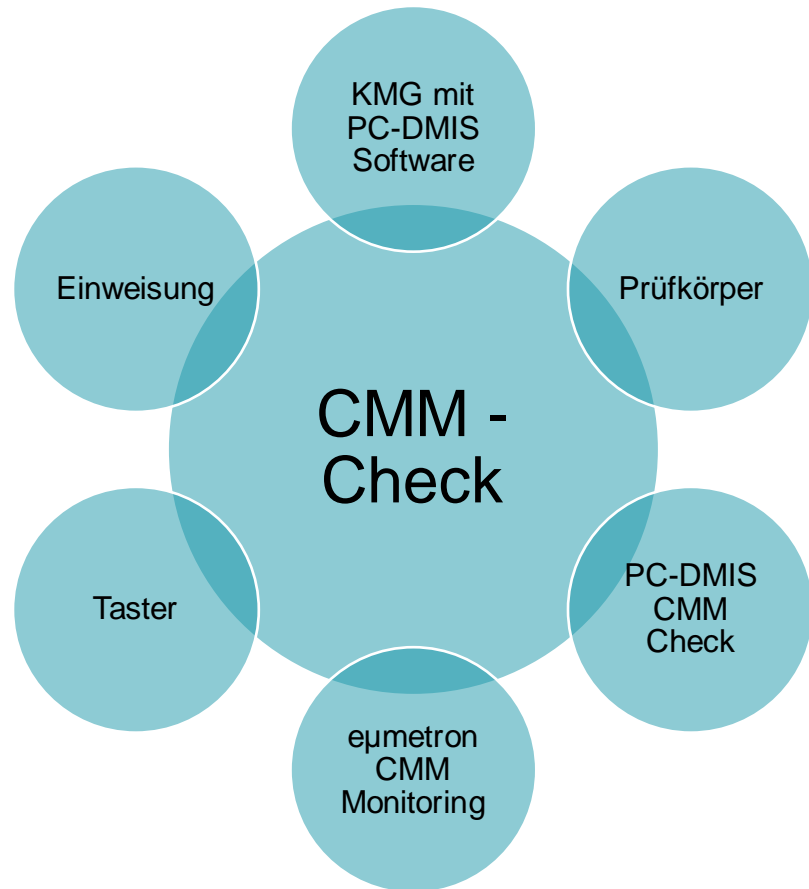 KMG mit
PC-DMIS
Software
Einweisung
Prüfkörper
CMM -
Check
Taster
PC-DMIS
CMM
Check
eµmetron
CMM
Monitoring